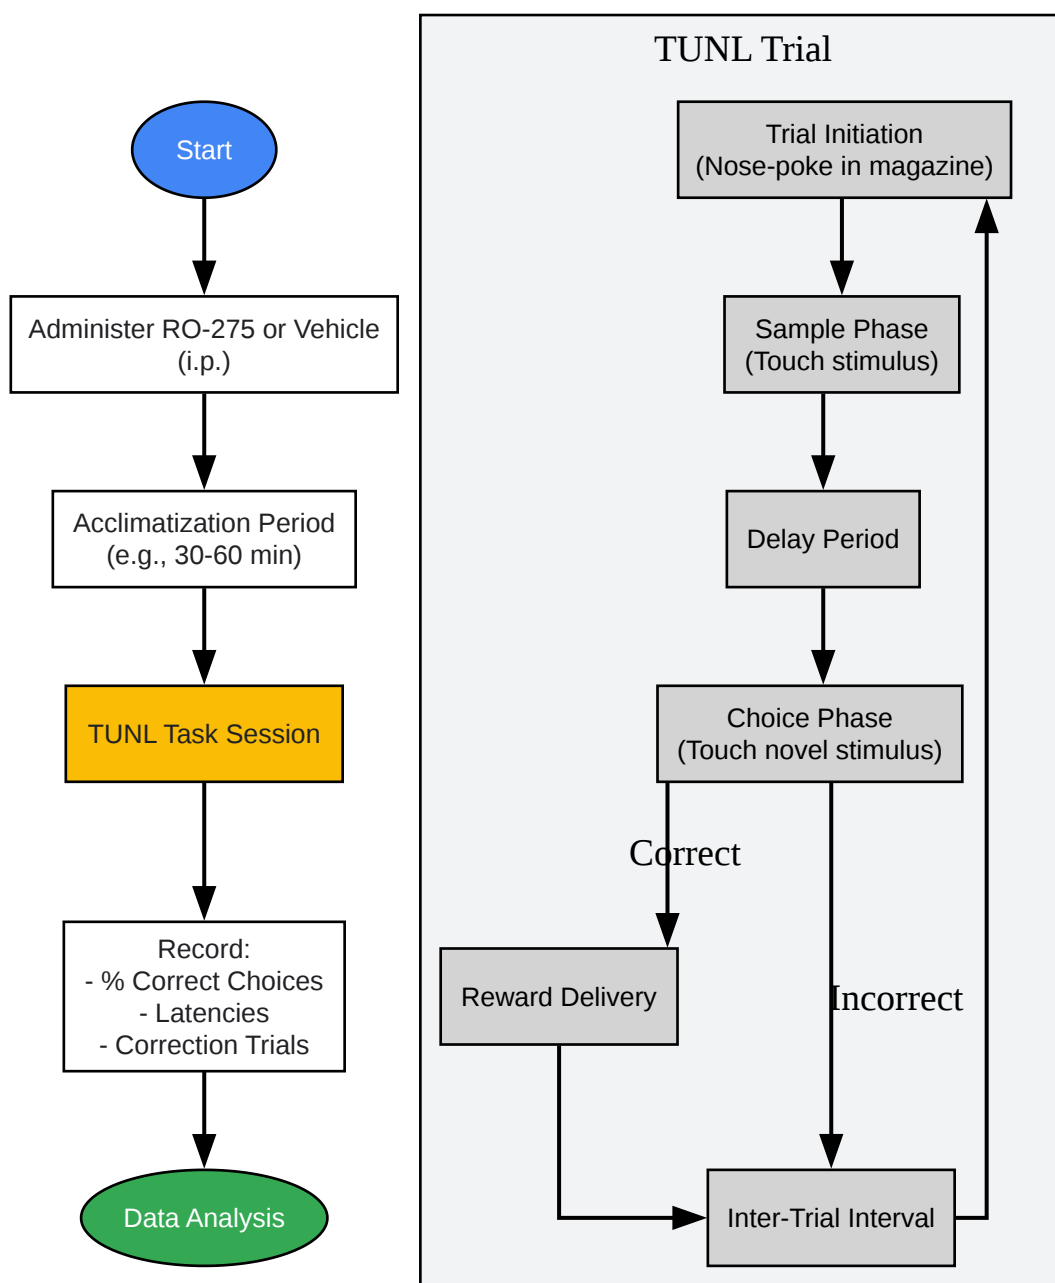 Start
Administer RO-275 or Vehicle
(i.p.)
Acclimatization Period
(e.g., 30-60 min)
TUNL Task Session
Record:
- % Correct Choices
- Latencies
- Correction Trials
Data Analysis
TUNL Trial
Trial Initiation
(Nose-poke in magazine)
Sample Phase
(Touch stimulus)
Delay Period
Choice Phase
(Touch novel stimulus)
Correct
Reward Delivery
Incorrect
Inter-Trial Interval